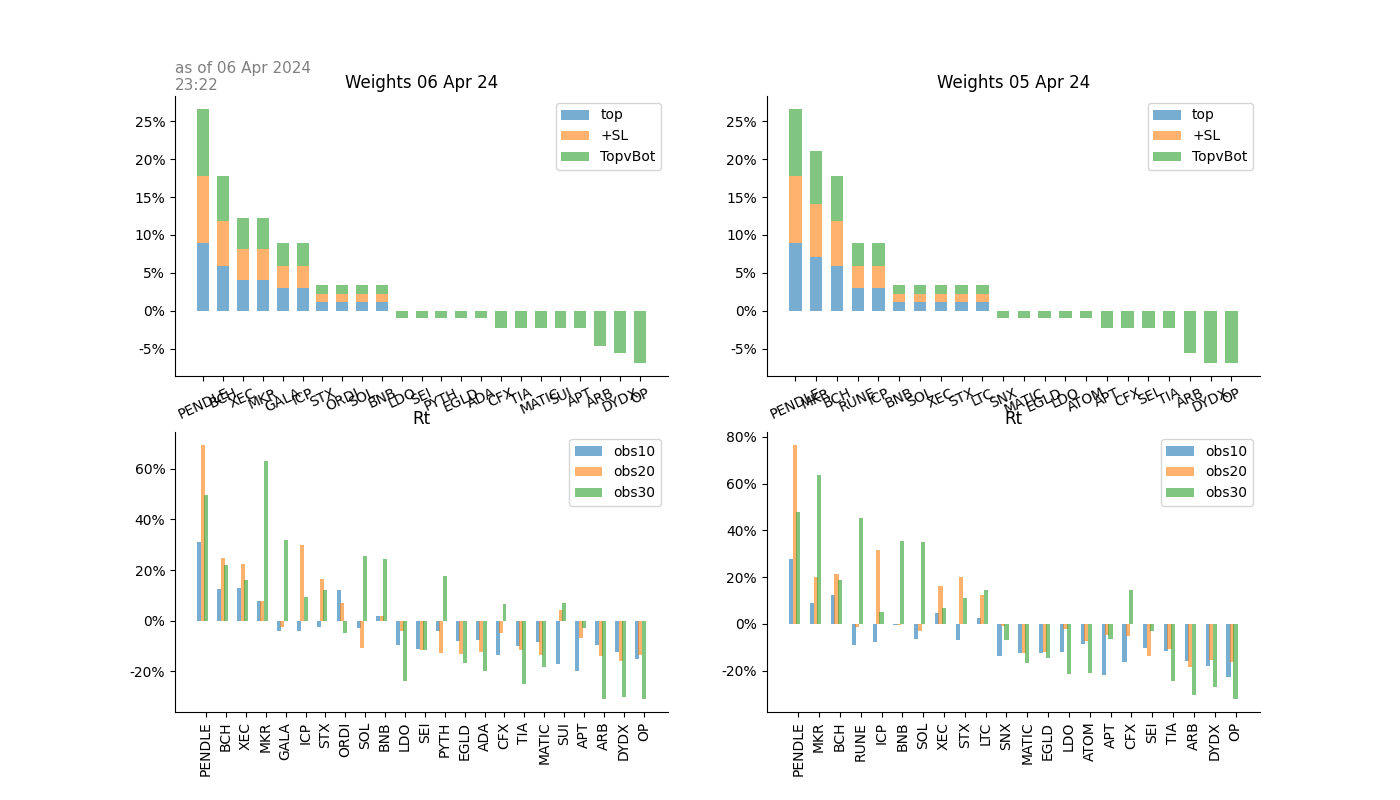 as of 06 Apr 2024
23:22
Weights 06 Apr 24
25%
20%
15%
10%
5%
0%
-5%
top
+SL
TopvBot
PENDLE BCH XEC MKR GALA ICP STX ORDI SOL BNB LDO SEI PYTH EGLD ADA CFX TIA MATIC SUI APT ARB DYDX OP
Weights 05 Apr 24
25%
20%
15%
10%
5%
0%
-5%
top
+SL
TopvBot
PENDLE MKR BCH RUNE ICP BNB SOL XEC STX LTC SNX MATIC EGLD LDO ATOM APT CFX SEI TIA ARB DYDX OP
Rt
60%
40%
20%
0%
-20%
obs10
obs20
obs30
PENDLE BCH XEC MKR GALA ICP STX ORDI SOL BNB LDO SEI PYTH EGLD ADA CFX TIA MATIC SUI APT ARB DYDX OP
Rt
80%
60%
40%
20%
0%
-20%
obs10
obs20
obs30
PENDLE MKR BCH RUNE ICP BNB SOL XEC STX LTC SNX MATIC EGLD LDO ATOM APT CFX SEI TIA ARB DYDX OP